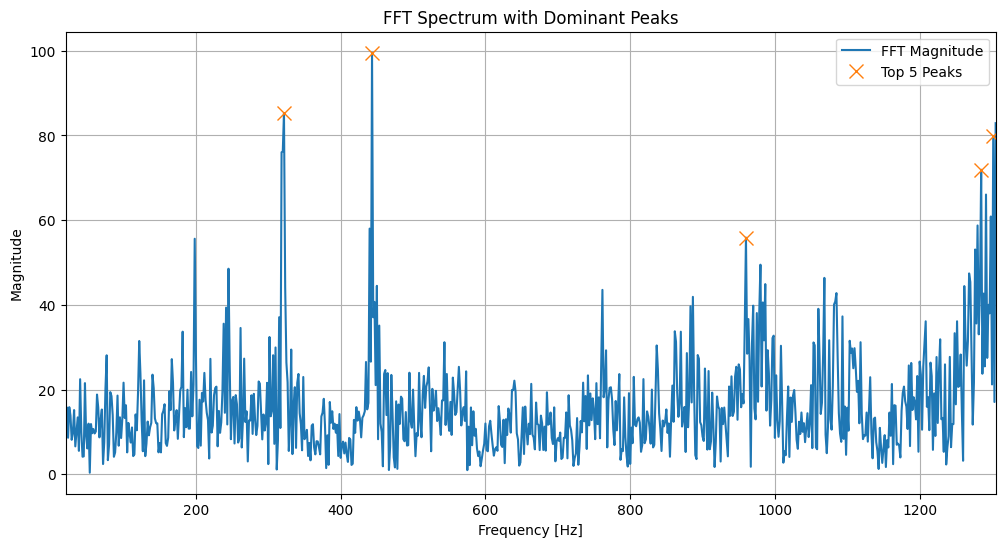 FFT Spectrum with Dominant Peaks
FFT Magnitude
Top 5 Peaks
Magnitude
100
80
60
40
20
0
200 400 600 800 1000 1200
Frequency [Hz]